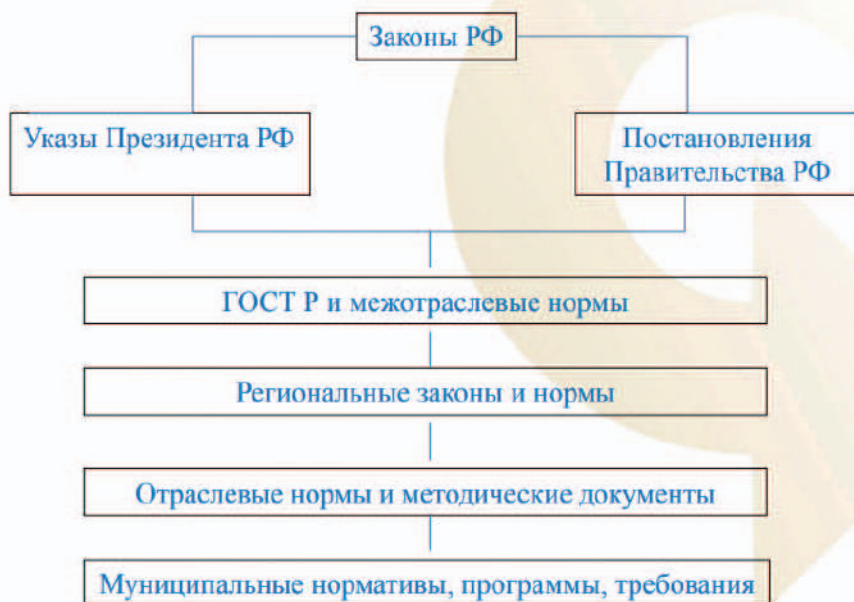 Законы РФ
Указы Президента РФ
Постановления
Правительства РФ
ГОСТ Р и межотраслевые нормы
Региональные законы и нормы
Отраслевые нормы и методические документы
Муниципальные нормативы, программы, требования